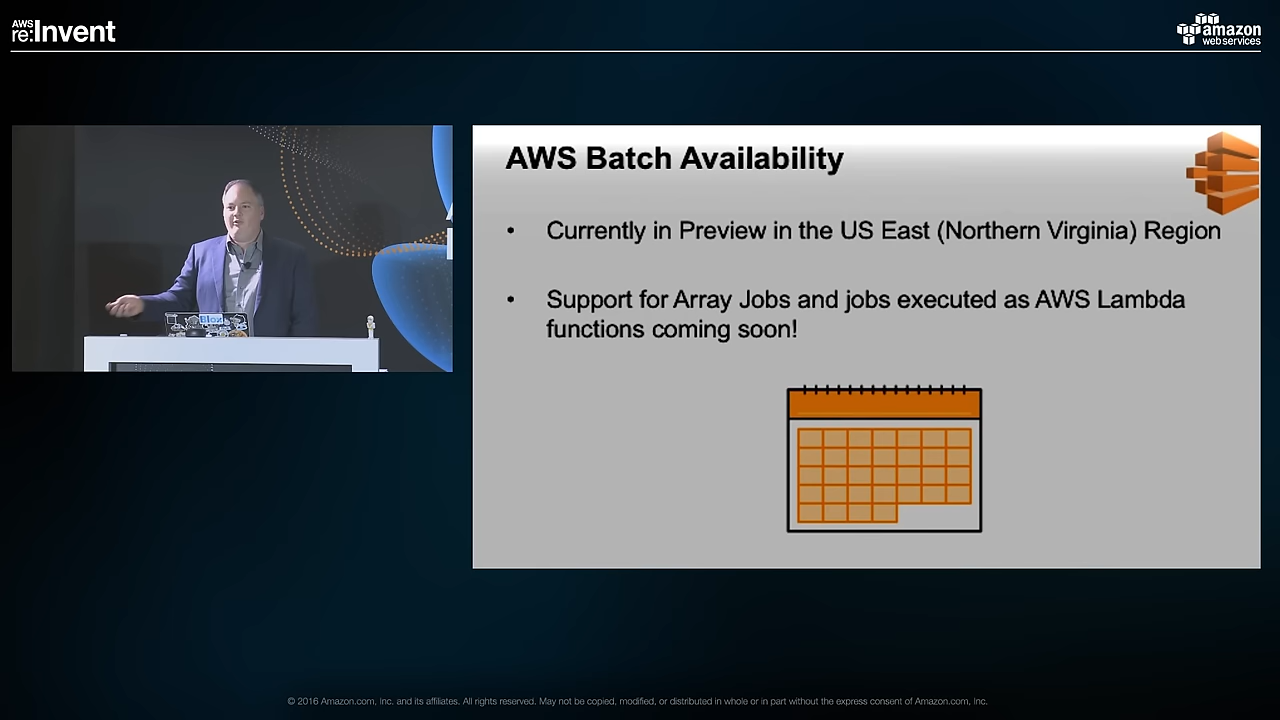 AWS
re:Invent
amazon
webservices
AWS Batch Availability
• Currently in Preview in the US East (Northern Virginia) Region
• Support for Array Jobs and jobs executed as AWS Lambda
functions coming soon!
Blox
© 2016 Amazon.com, Inc. and its affiliates. All rights reserved. May not be copied, modified, or distributed in whole or in part without the express consent of Amazon.com, Inc.